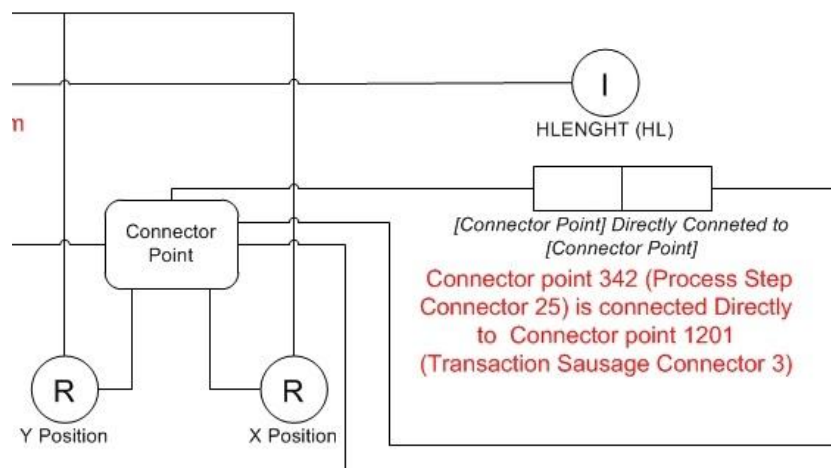 I
HLENGHT (HL)
m
Connector
Point
[Connector Point] Directly Conneted to
[Connector Point]
Connector point 342 (Process Step
Connector 25) is connected Directly
to Connector point 1201
(Transaction Sausage Connector 3)
R
R
Y Position
X Position